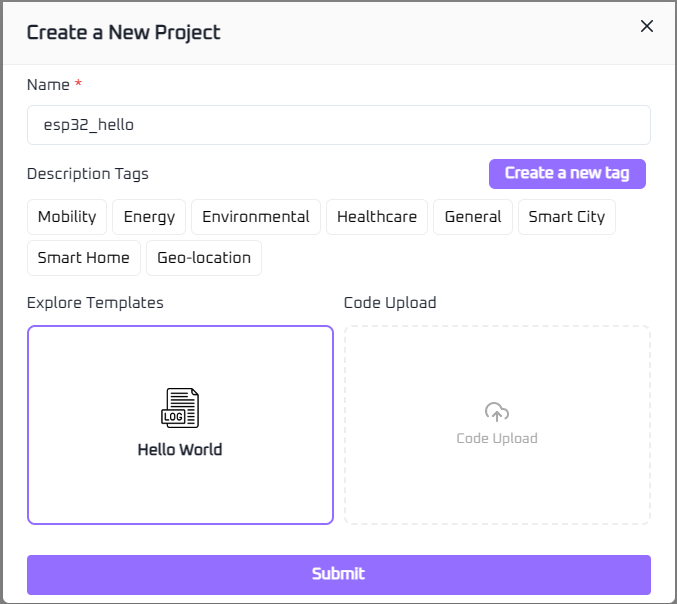 Create a New Project
Name *
esp32_hello
Description Tags
Create a new tag
Mobility Energy Environmental Healthcare General Smart City
Smart Home Geo-location
Explore Templates
Code Upload
LOG
Hello World
Code Upload
Submit